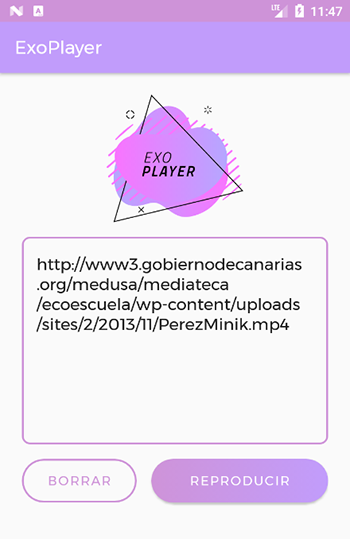 LTE 11:47
ExoPlayer
EXO
PLAYER
http://www3.gobiernodecanarias
.org/medusa/mediateca
/ecoescuela/wp-content/uploads
/sites/2/2013/11/PerezMinik.mp4
BORRAR
REPRODUCIR